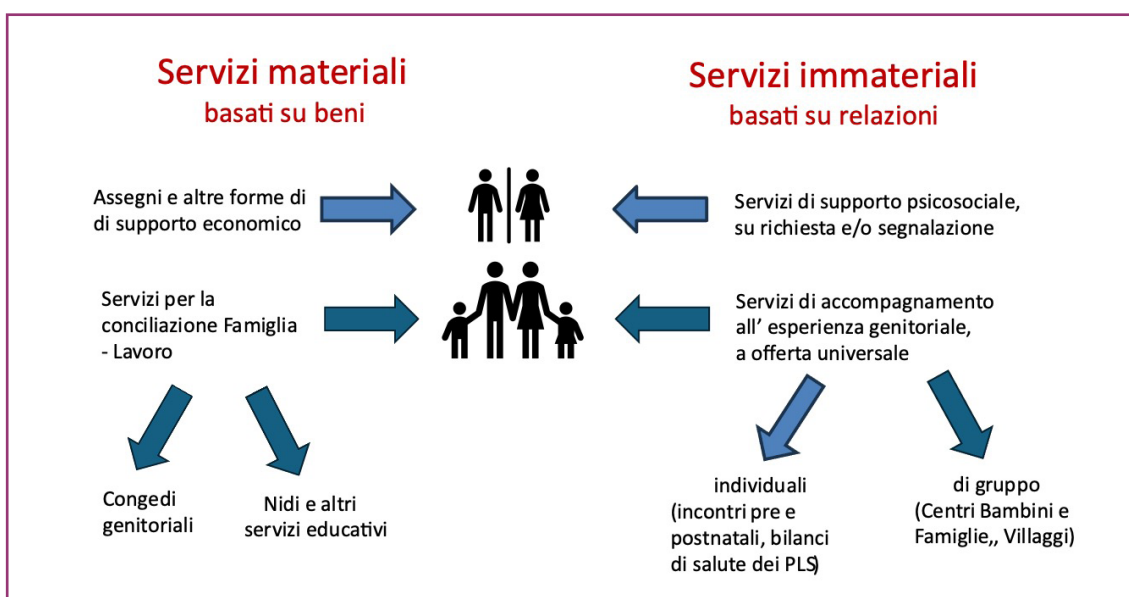 Servizi materiali
basati su beni
Servizi immateriali
basati su relazioni
Assegni e altre forme di
di supporto economico
Servizi di supporto psicosociale,
su richiesta e/o segnalazione
Servizi per la
conciliazione Famiglia
- Lavoro
Servizi di accompagnamento
all’ esperienza genitoriale,
a offerta universale
Congedi
genitoriali
Nidi e altri
servizi educativi
individuali
(incontri pre e
postnatali, bilanci
di salute dei PLS)
di gruppo
(Centri Bambini e
Famiglie,, Villaggi)